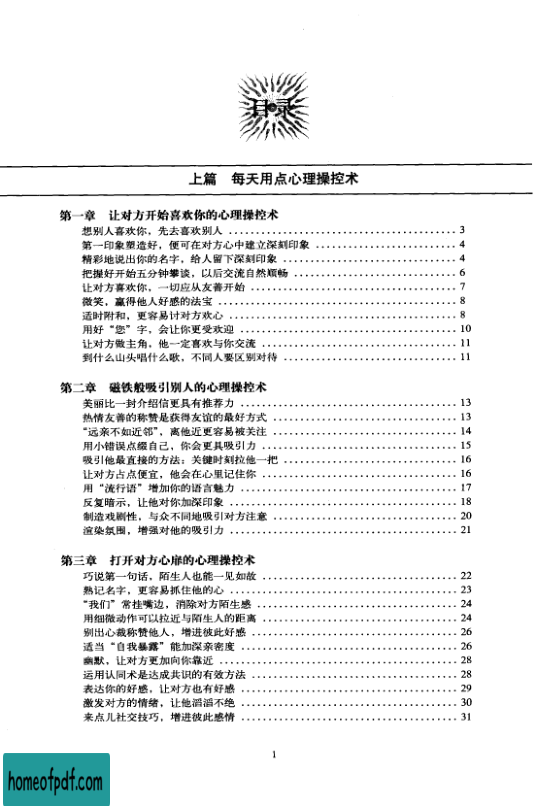 目录
上篇 每天用点心理操控术
第一章 让对方开始喜欢你的心理操控术
想别人喜欢你，先去喜欢别人 ........................................ 3
第一印象塑造好，便可在对方心中建立深刻印象 ........................ 4
精彩地说出你的名字，给人留下深刻印象 .............................. 4
把握好开始五分钟攀谈，以后交流自然顺畅 ............................ 6
让对方喜欢你，一切应从友善开始 .................................... 7
微笑，赢得他人好感的法宝 .......................................... 8
适时附和，更容易讨对方欢心 ........................................ 8
用好“您”字，会让你更受欢迎 ........................................ 10
让对方做主角，他一定喜欢与你交流 .................................. 11
到什么山头唱什么歌，不同人要区别对待 .............................. 11
第二章 磁铁般吸引别人的心理操控术
美丽比一封介绍信更具有推荐力 ...................................... 13
热情友善的称赞是获得友谊的最好方式 ................................ 13
“远亲不如近邻”，离他近更容易被关注 ................................ 14
用小错误点缀自己，你会更具吸引力 .................................. 15
吸引他最直接的方法：关键时刻拉他一把 .............................. 16
让对方占点便宜，他会在心里记住你 .................................. 16
用“流行语”增加你的语言魅力 ........................................ 17
反复暗示，让他对你加深印象 ........................................ 18
制造戏剧性，与众不同地吸引对方注意 ................................ 20
渲染氛围，增强对他的吸引力 ........................................ 21
第三章 打开对方心扉的心理操控术
巧说第一句话，陌生人也能一见如故 .................................. 22
熟记名字，更容易抓住他的心 ........................................ 23
“我们”常挂嘴边，消除对方陌生感 .................................... 24
用细微动作可以拉近与陌生人的距离 .................................. 24
别出心裁称赞他人，增进彼此好感 .................................... 26
适当“自我暴露”能加深亲密度 ........................................ 26
幽默，让对方更加向你靠近 .......................................... 28
运用认同术是达成共识的有效方法 .................................... 28
表达你的好感，让对方也有好感 ...................................... 29
激发对方的情绪，让他滔滔不绝 ...................................... 30
来点儿社交技巧，增进彼此感情 ...................................... 31
1
homeofpdf.com